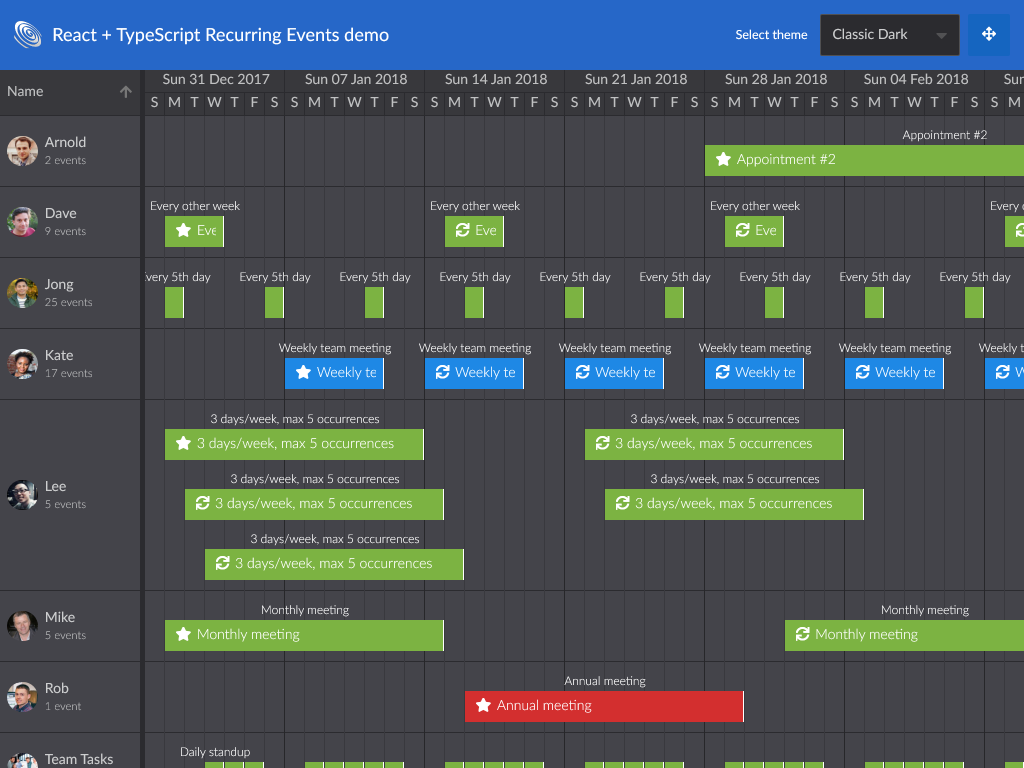 React + TypeScript Recurring Events demo
Select theme
Classic Dark
Name
Sun 31 Dec 2017 Sun 07 Jan 2018 Sun 14 Jan 2018 Sun 21 Jan 2018 Sun 28 Jan 2018 Sun 04 Feb 2018 Sun
S M T W T F S S M T W T F S S M T W T F S S M T W T F S S M T W T F S S M T W T F S S M
Arnold
2 events
Appointment #2
Appointment #2
Dave
9 events
Every other week Every other week Every other week Every
Eve Eve Eve
Jong
25 events
very 5th day Every 5th day Every 5th day Every 5th day Every 5th day Every 5th day Every 5th day Every 5th day Every 5th day
Kate
17 events
Weekly team meeting Weekly team meeting Weekly team meeting Weekly team meeting Weekly team meeting Weekly t
Weekly te Weekly te Weekly te Weekly te Weekly te W
Lee
5 events
3 days/week, max 5 occurrences 3 days/week, max 5 occurrences
3 days/week, max 5 occurrences 3 days/week, max 5 occurrences
3 days/week, max 5 occurrences 3 days/week, max 5 occurrences
3 days/week, max 5 occurrences 3 days/week, max 5 occurrences
3 days/week, max 5 occurrences
3 days/week, max 5 occurrences
Mike
5 events
Monthly meeting Monthly meeting
Monthly meeting Monthly meeting
Rob
1 event
Annual meeting
Annual meeting
Team Tasks
Daily standup